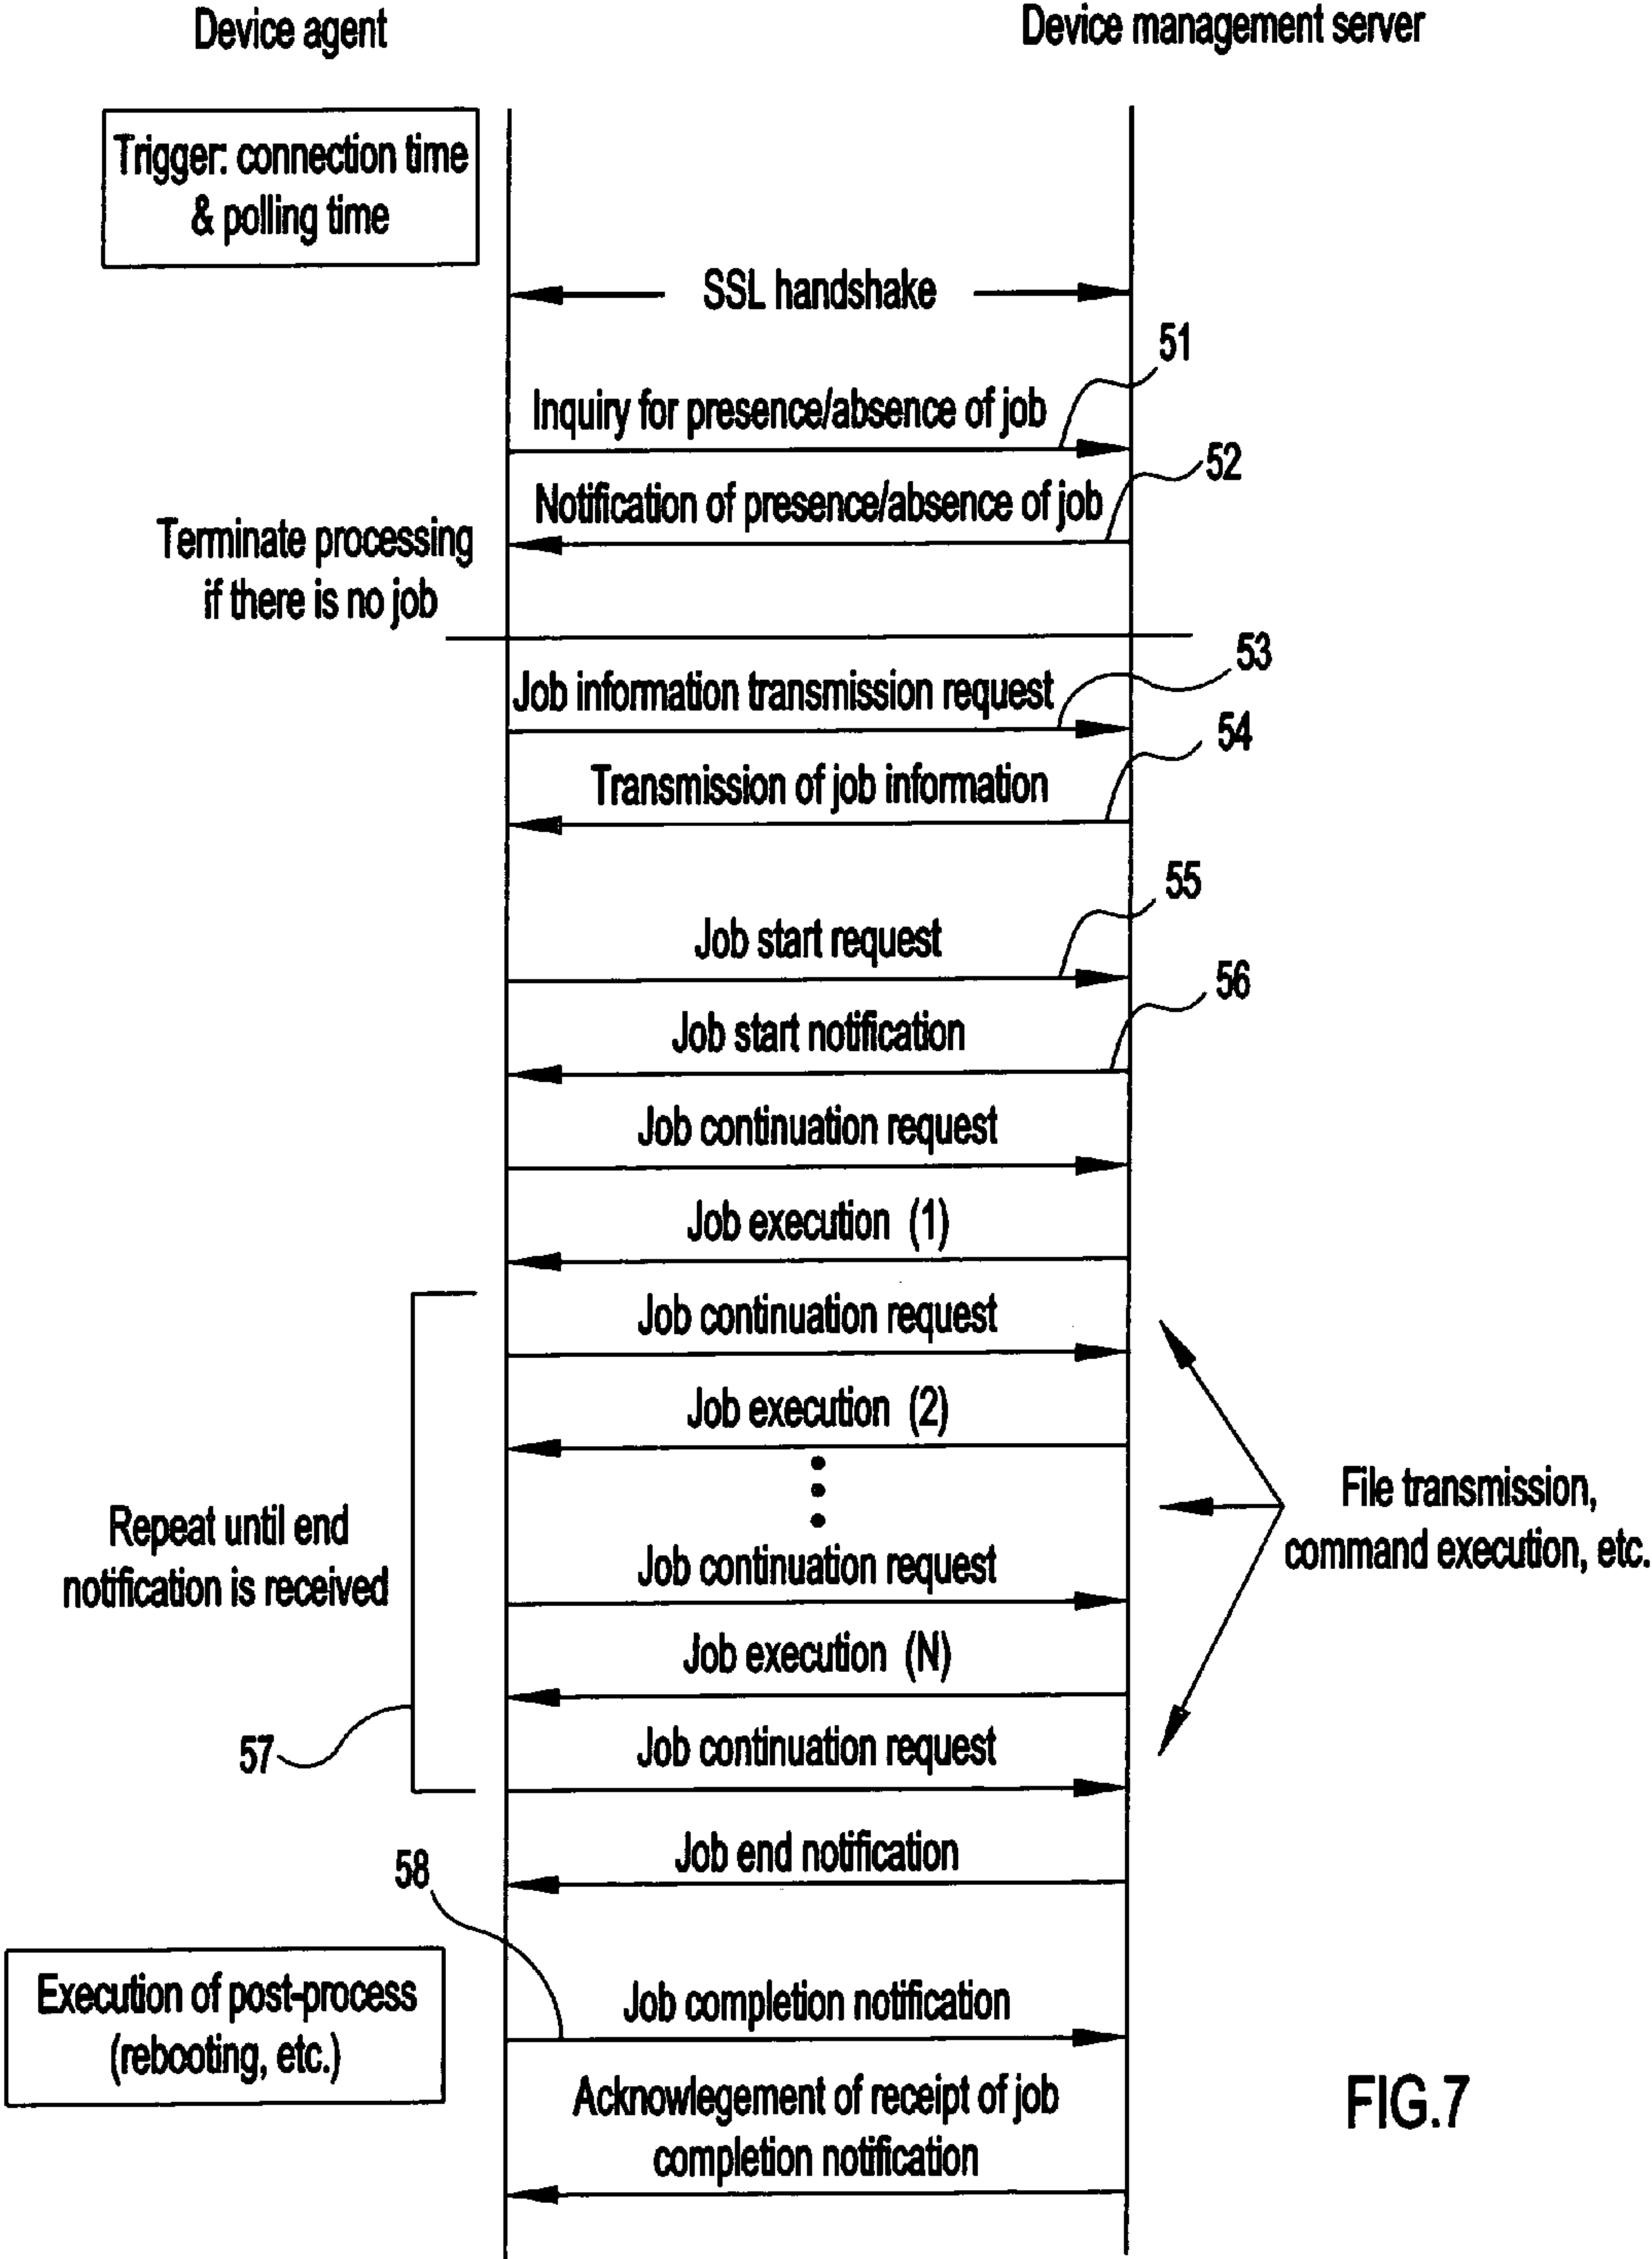 Device agent
Device management server
Trigger: connection time
& polling time
SSL handshake
51
Inquiry for presence/absence of job
52
Notification of presence/absence of job
Terminate processing
if there is no job
53
Job information transmission request
54
Transmission of job information
55
Job start request
56
Job start notification
Job continuation request
Job execution (1)
Job continuation request
Job execution (2)
File transmission,
command execution, etc.
Repeat until end
notification is received
Job continuation request
Job execution (N)
57
Job continuation request
Job end notification
58
Execution of post-process
(rebooting, etc.)
Job completion notification
Acknowlegement of receipt of job
completion notification
FIG.7